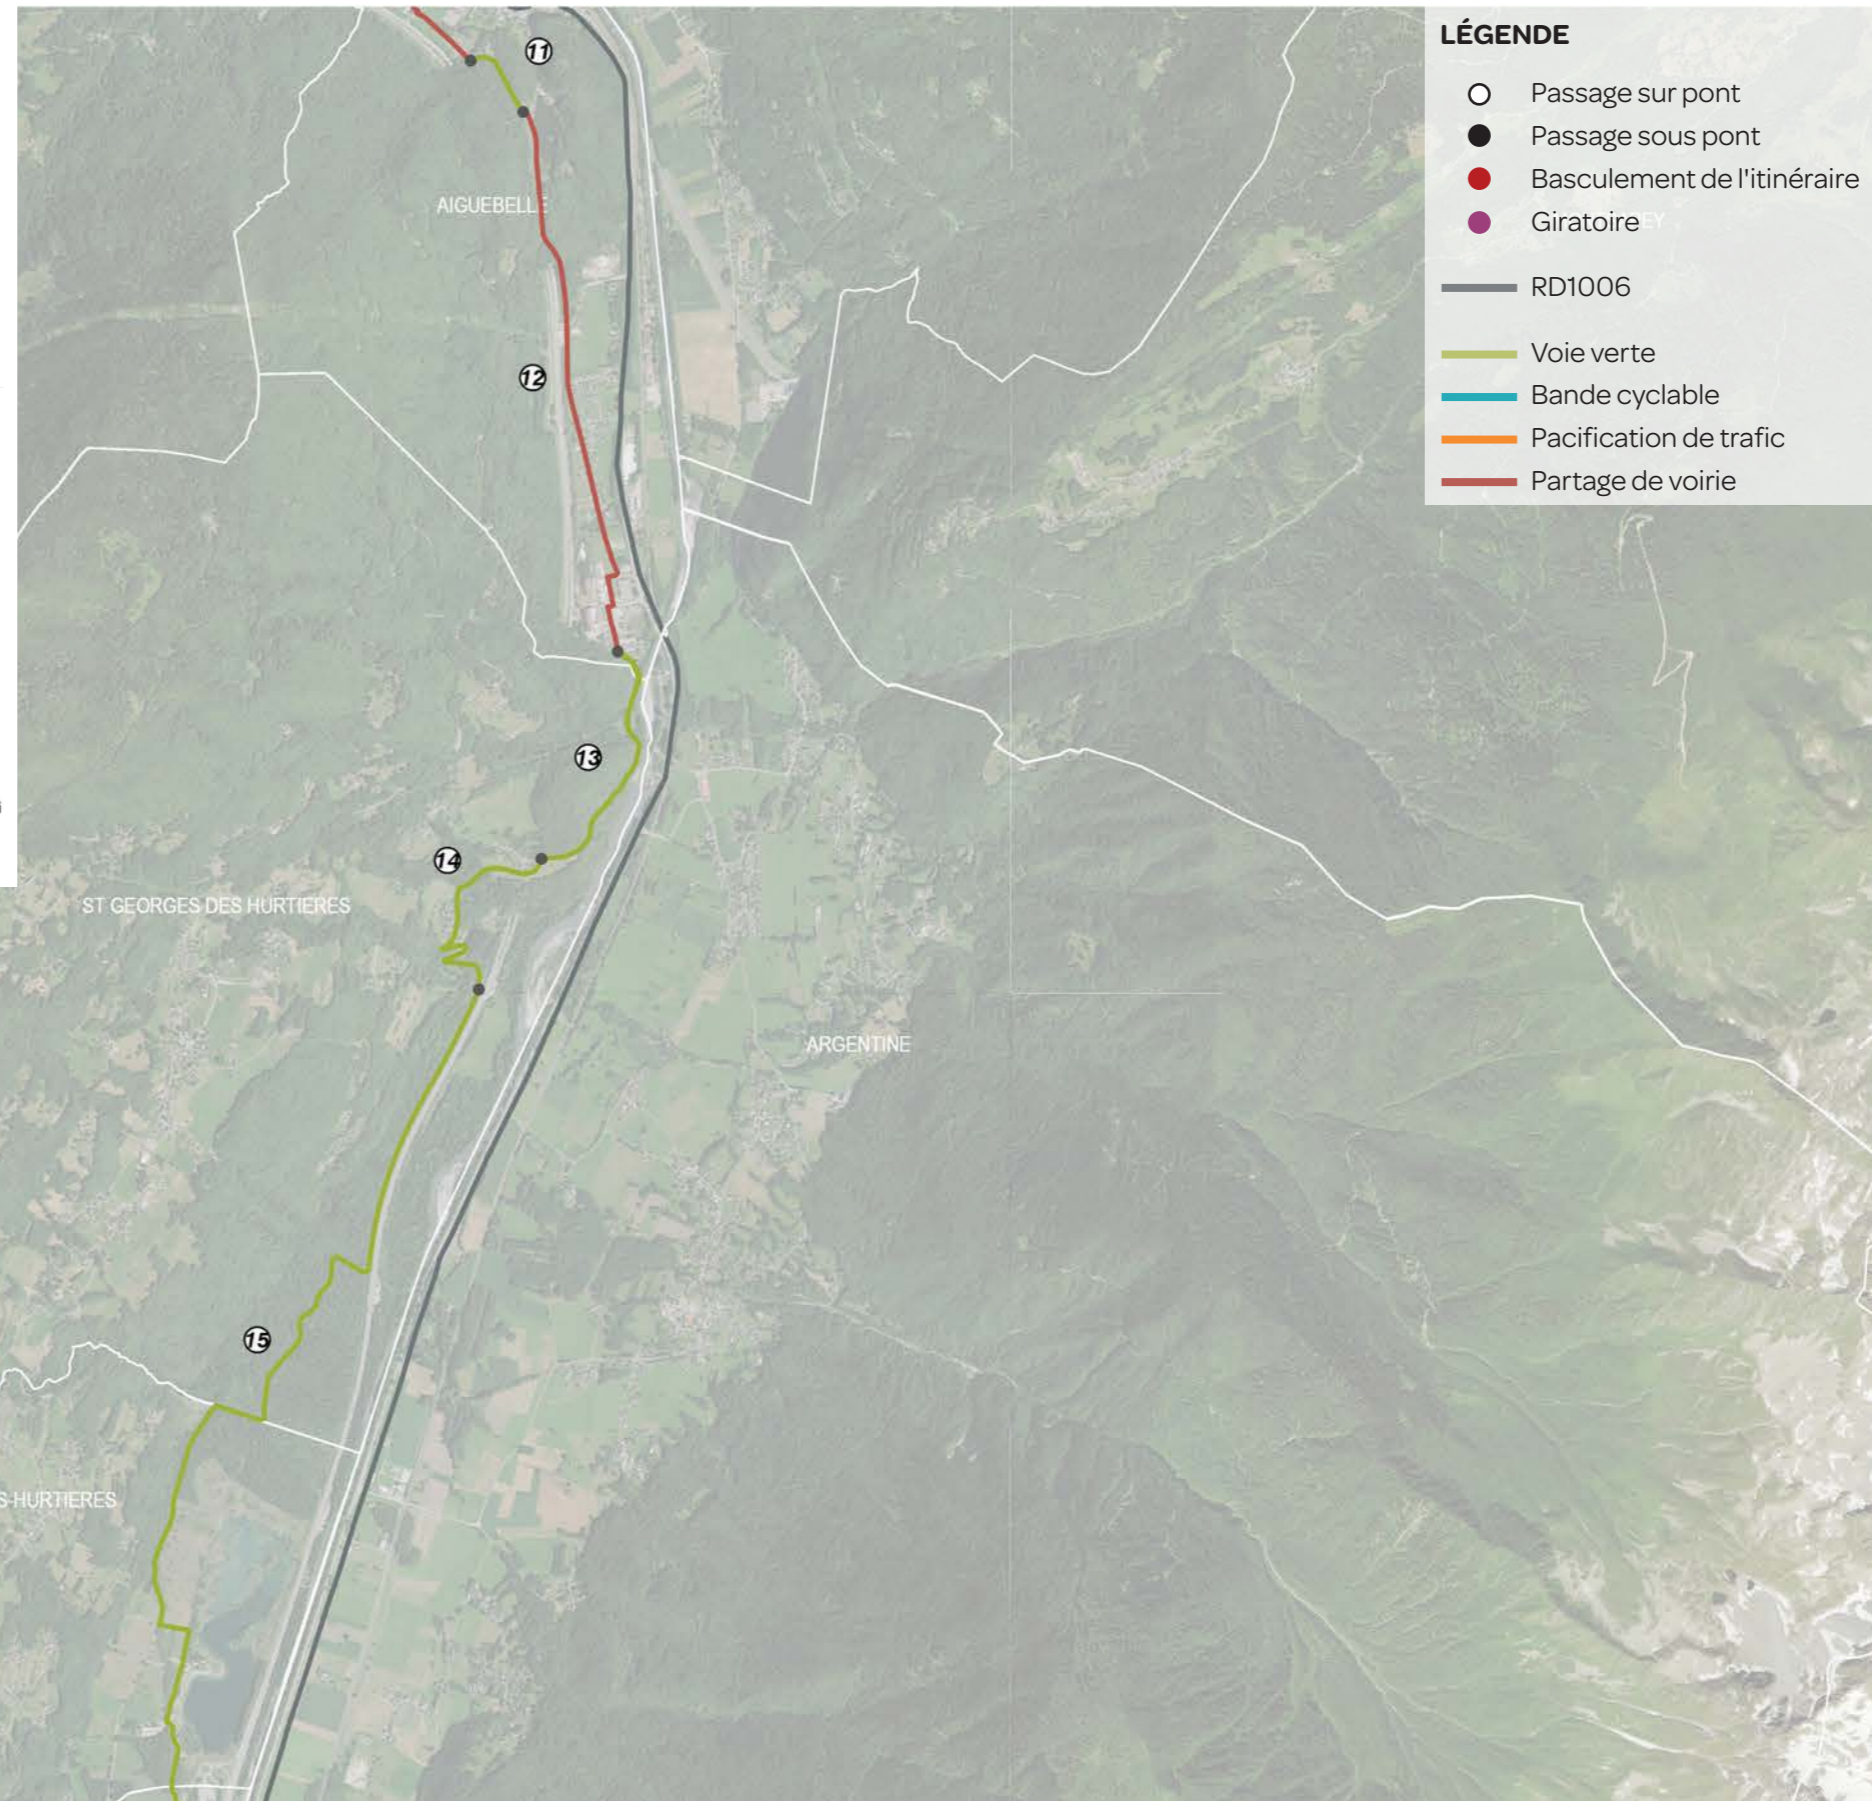 LÉGENDE
Passage sur pont
Passage sous pont
Basculement de l'itinéraire
Giratoire
EY
RD1006
Voie verte
Bande cyclable
Pacification de trafic
Partage de voirie
11
AIGUEBELLE
12
13
14
ST GEORGES DES HURTIERES
ARGENTINE
15
S-HURTIERES